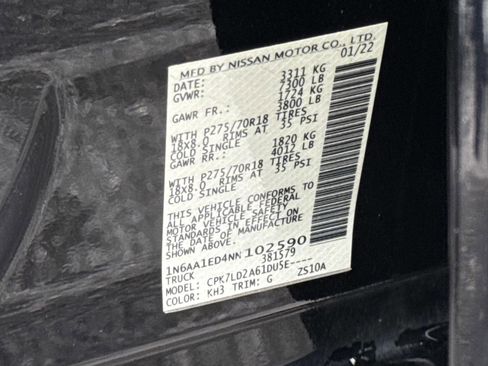 MFD BY NISSAN MOTOR CO., LTD.
DATE: 01/22
GVWR: 3311 KG
7300 LB
GAWR FR.: 1724 KG
3800 LB
WITH P275/70R18 TIRES
18X8.0 RIMS AT 35 PSI
COLD SINGLE
GAWR RR.: 1820 KG
4012 LB
WITH P275/70R18 TIRES
18X8.0 RIMS AT 35 PSI
COLD SINGLE
THIS VEHICLE CONFORMS TO
ALL APPLICABLE FEDERAL
MOTOR VEHICLE SAFETY
STANDARDS IN EFFECT ON
THE DATE OF MANUFACTURE
SHOWN ABOVE.
1N6AA1ED4NN102590
TRUCK 381579
MODEL: CPK7LD2A61DUSE----
COLOR: KH3 TRIM: G ZS10A